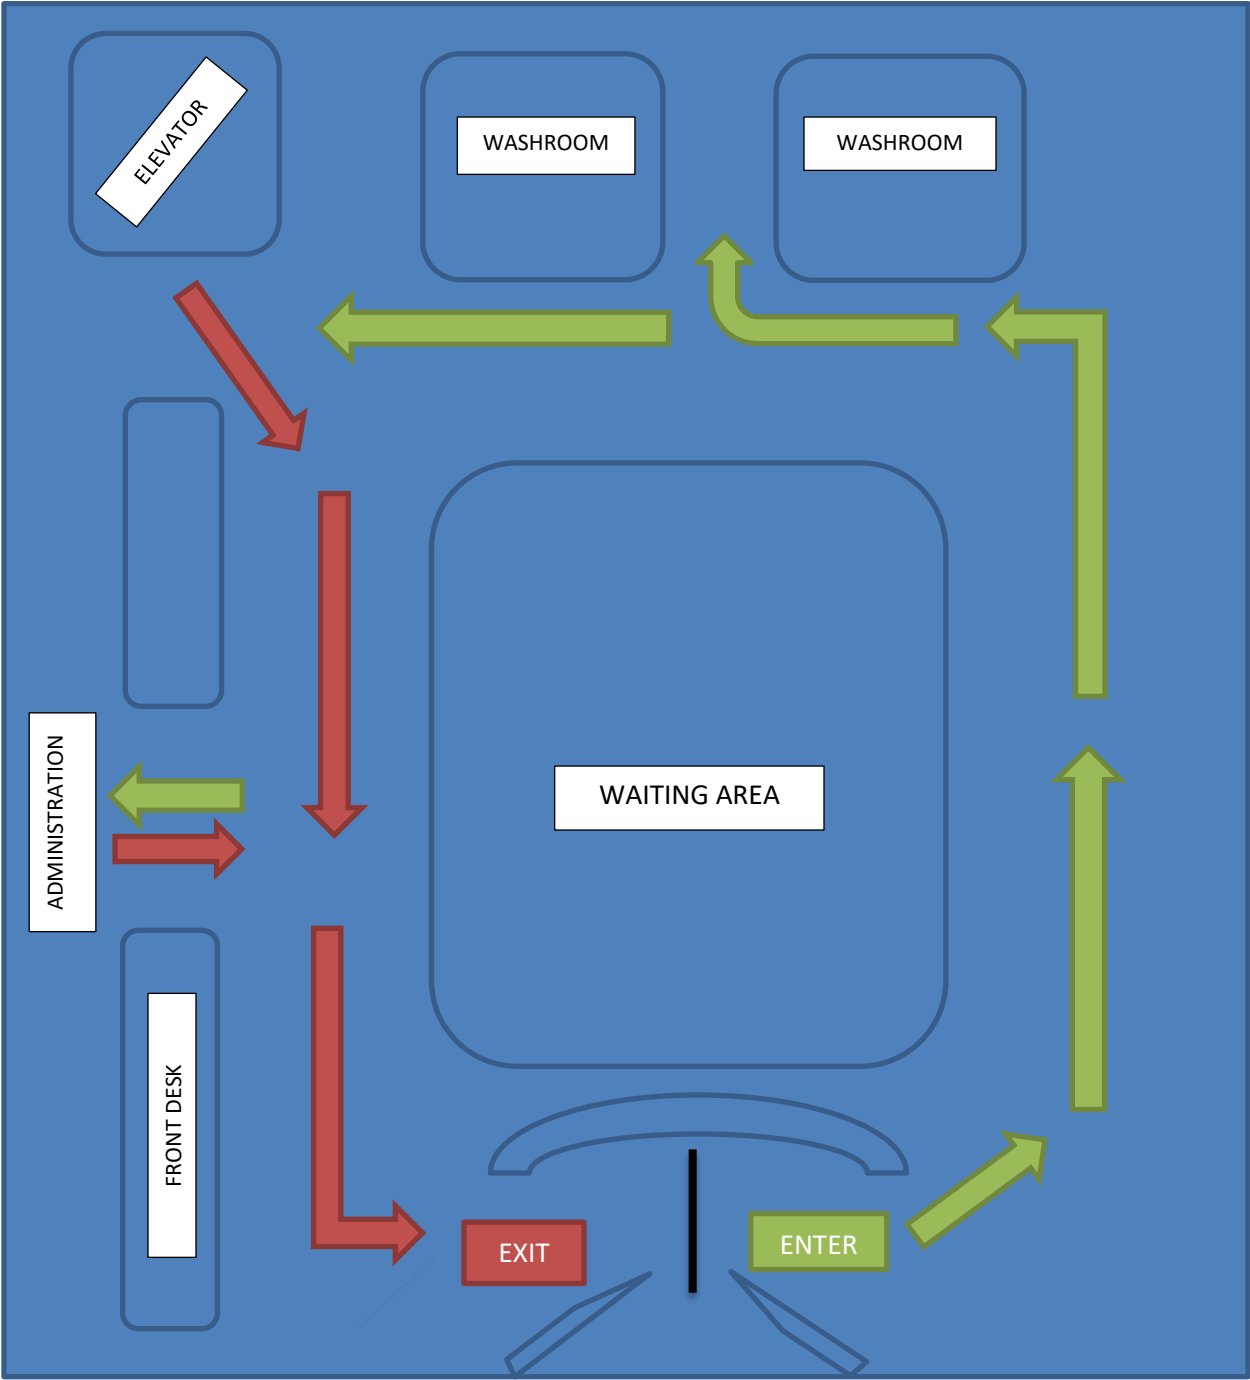 ELEVATOR
WASHROOM
WASHROOM
ADMINISTRATION
WAITING AREA
FRONT DESK
EXIT
ENTER